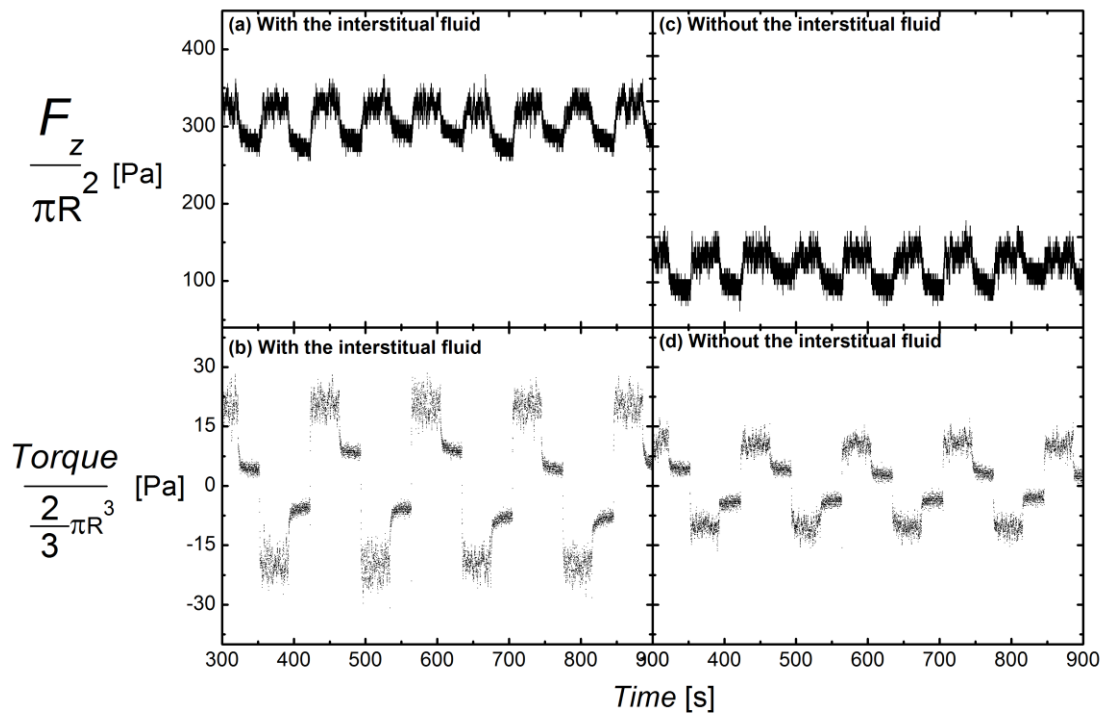 (a) With the interstitual fluid
(c) Without the interstitual fluid
400
300
200
100
F_z
πR^2 [Pa]
(b) With the interstitual fluid
(d) Without the interstitual fluid
30
15
0
-15
-30
Torque
2
3 πR^3 [Pa]
300 400 500 600 700 800 900 400 500 600 700 800 900
Time [s]